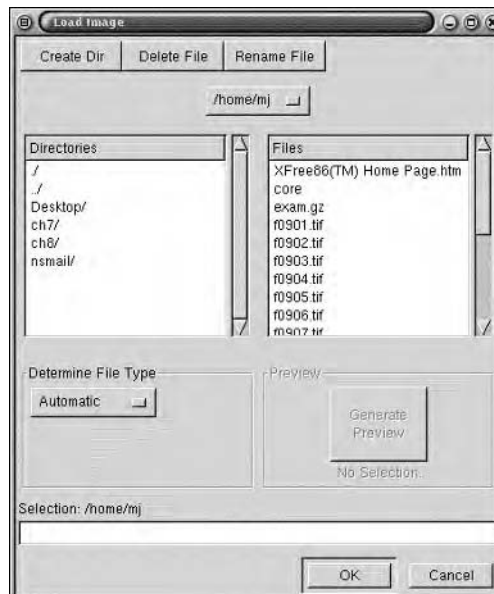 Load Image
Create Dir Delete File Rename File
/home/mj
Directories
./
../
Desktop/
ch7/
ch8/
nsmail/
Files
XFree86(TM) Home Page.htm
core
exam.gz
f0901.tif
f0902.tif
f0903.tif
f0904.tif
f0905.tif
f0906.tif
f0907.tif
Determine File Type
Automatic
Preview
Generate
Preview
No Selection.
Selection: /home/mj
OK Cancel